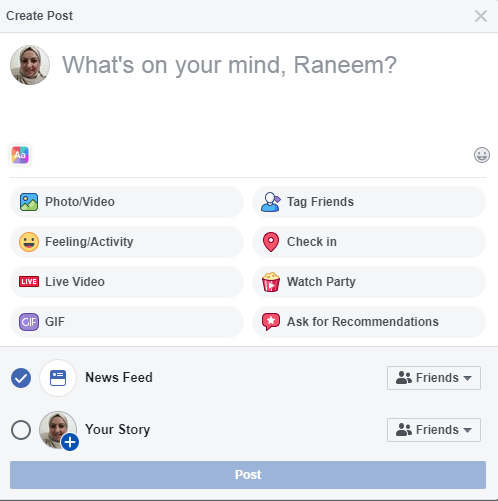 Create Post
What's on your mind, Raneem?
Aa
Photo/Video
Tag Friends
Feeling/Activity
Check in
LIVE Live Video
Watch Party
GIF GIF
Ask for Recommendations
News Feed
Friends
Your Story
Friends
Post